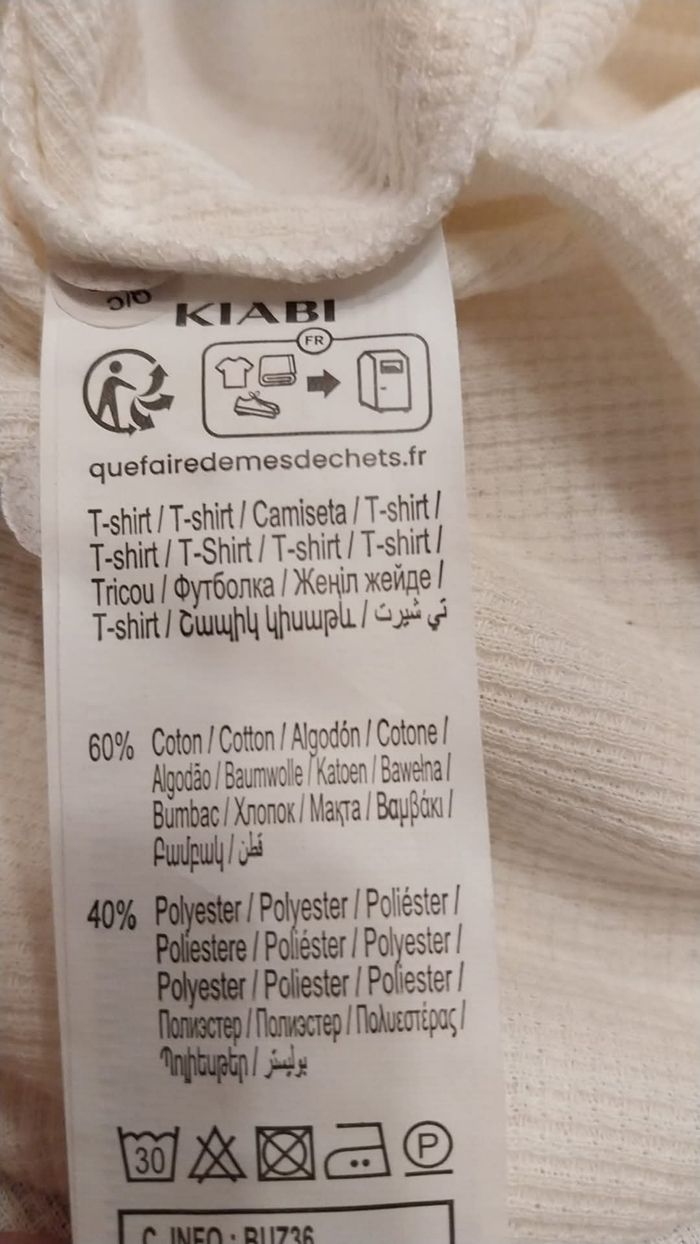 Q/C
KIABI
FR
quefairedemesdechets.fr
T-shirt / T-shirt / Camiseta / T-shirt /
T-shirt / T-Shirt / T-shirt / T-shirt /
Tricou / Футболка / Жеңіл жейде /
T-shirt / Շապիկ կիսաթև / تي شيرت
60% Coton / Cotton / Algodón / Cotone /
Algodão / Baumwolle / Katoen / Bawełna /
Bumbac / Хлопок / Мақта / Βαμβάκι /
Բամբակ / قطن
40% Polyester / Polyester / Poliéster /
Poliestere / Poliéster / Polyester /
Polyester / Poliester / Poliester /
Полиэстер / Полиэстер / Πολυεστέρας /
Պոլիեսթեր / بوليستر
30
P
C. INFO : BUZ36